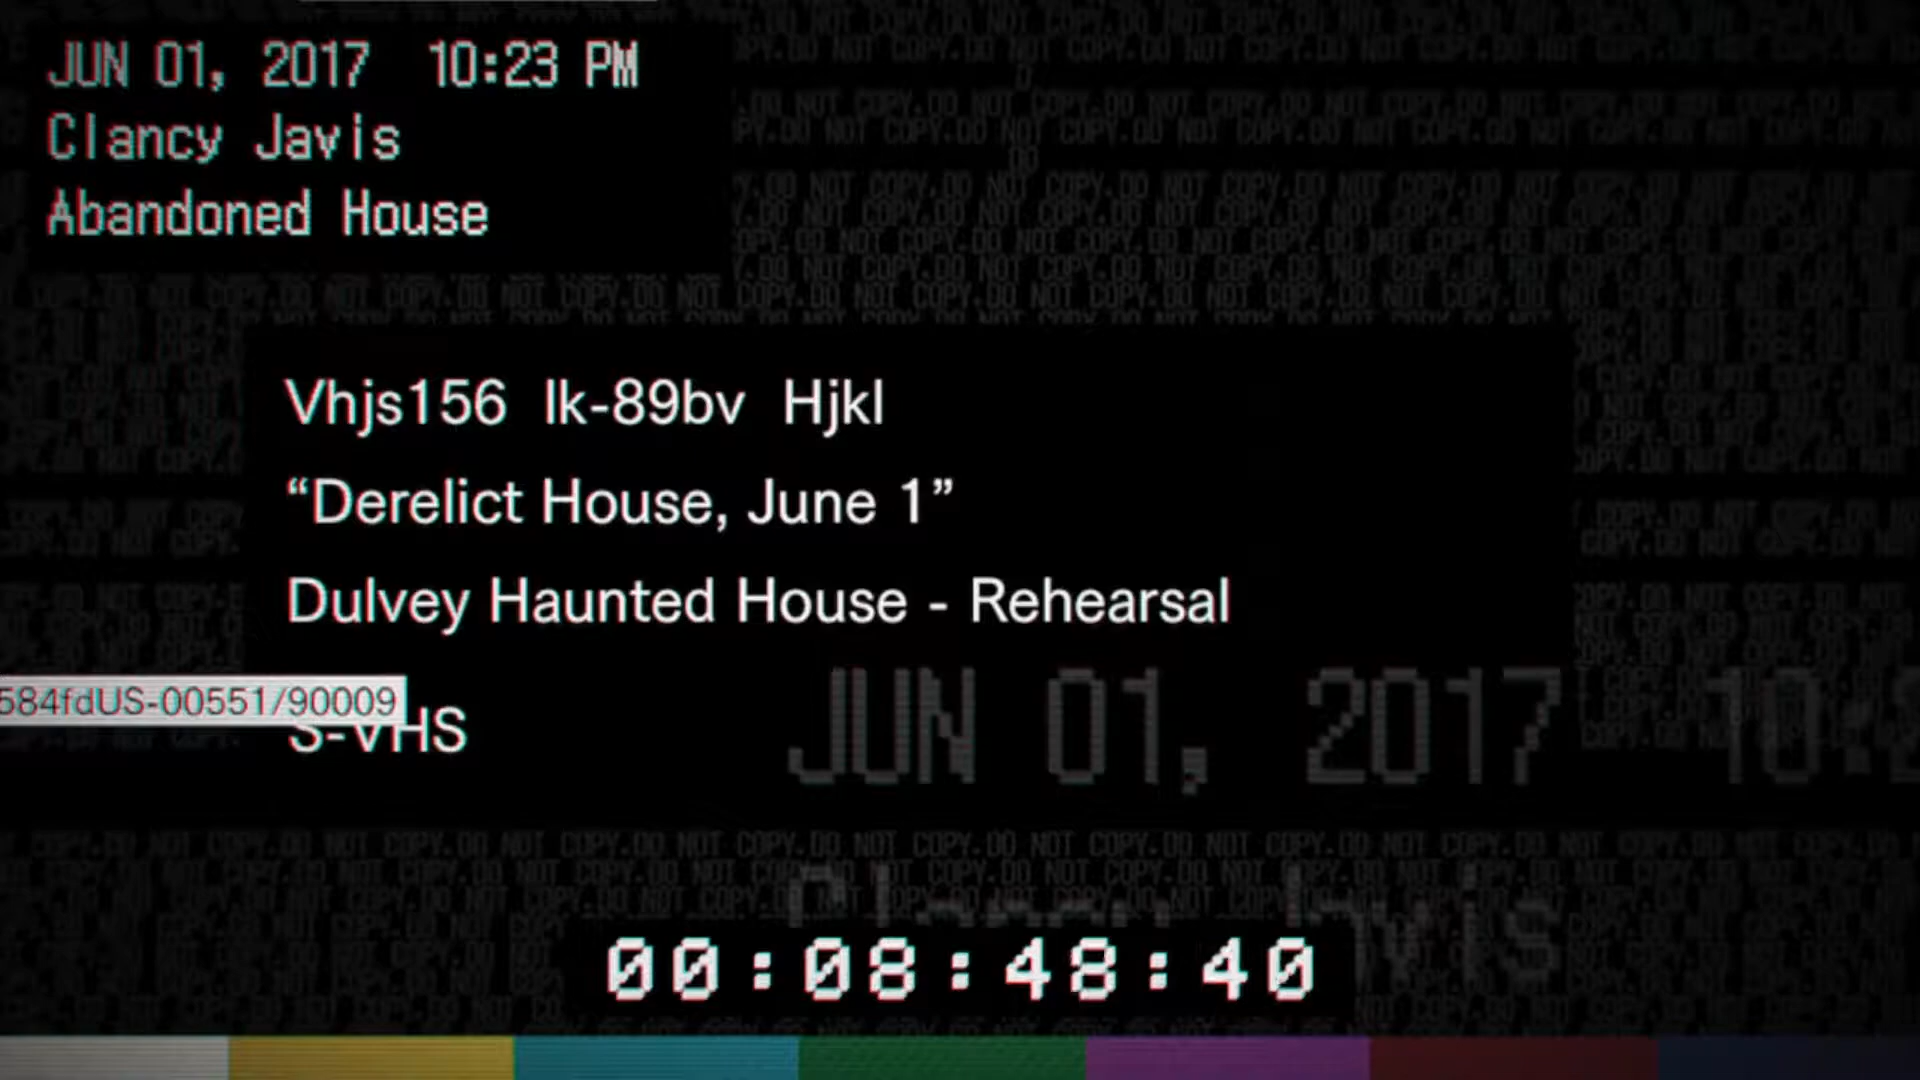 JUN 01, 2017 10:23 PM
Clancy Javis
Abandoned House
Vhjs156 lk-89bv Hjkl
“Derelict House, June 1”
Dulvey Haunted House - Rehearsal
584fdUS-00551/90009
S-VHS
JUN 01, 2017
00:08:48:40